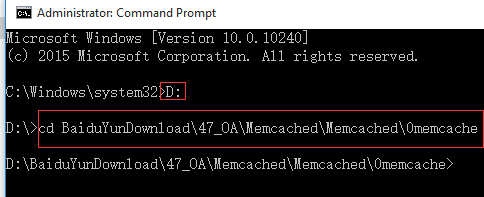 Administrator: Command Prompt
Microsoft Windows [Version 10.0.10240]
(c) 2015 Microsoft Corporation. All rights reserved.
C:\Windows\system32>D:
D:\>cd BaiduYunDownload\47_OA\Memcached\Memcached\0memcache
D:\BaiduYunDownload\47_OA\Memcached\Memcached\0memcache>